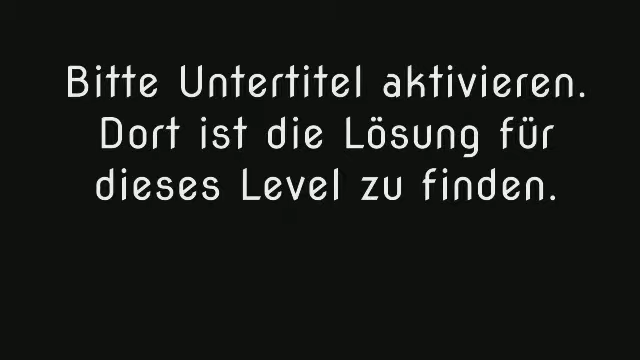 Bitte Untertitel aktivieren.
Dort ist die Lösung für
dieses Level zu finden.